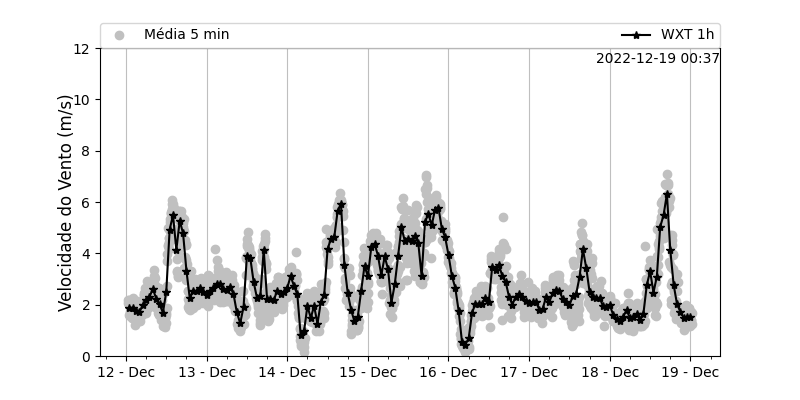 Média 5 min
WXT 1h
2022-12-19 00:37
Velocidade do Vento (m/s)
12
10
8
6
4
2
0
12 - Dec
13 - Dec
14 - Dec
15 - Dec
16 - Dec
17 - Dec
18 - Dec
19 - Dec